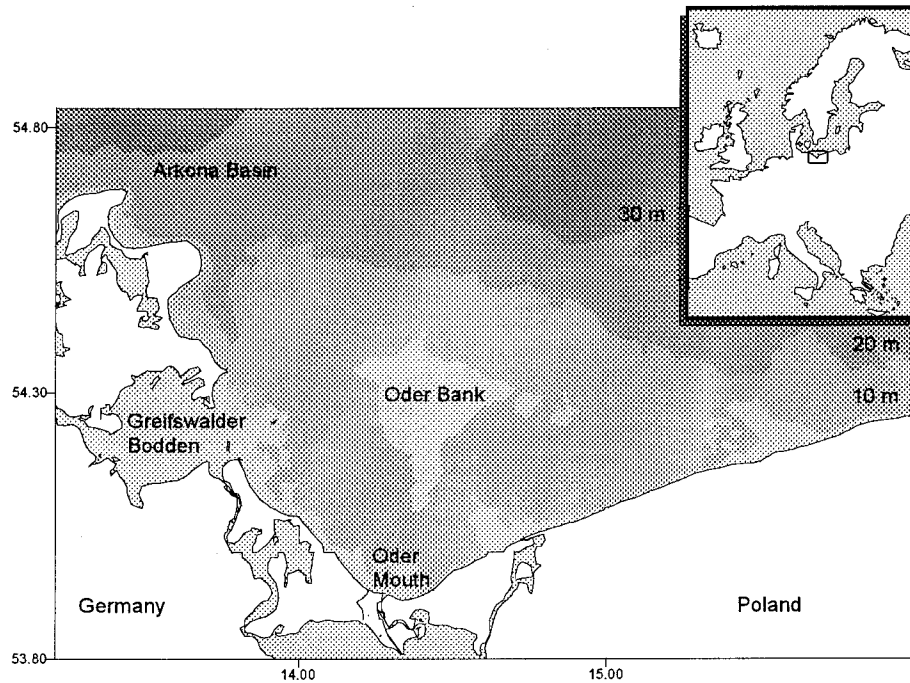 54.80
Arkona Basin
30 m
20 m
54.30
Oder Bank
10 m
Greifswalder
Bodden
Oder
Mouth
Germany
Poland
53.80
14.00
15.00